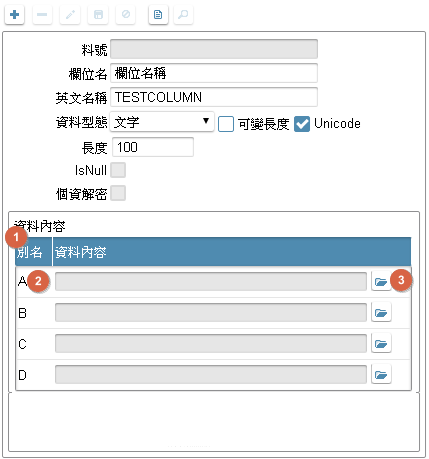 料號
欄位名 欄位名稱
英文名稱 TESTCOLUMN
資料型態 文字 可變長度 Unicode
長度 100
IsNull
個資解密
資料內容
1
別名 資料內容
A 2 3
B
C
D